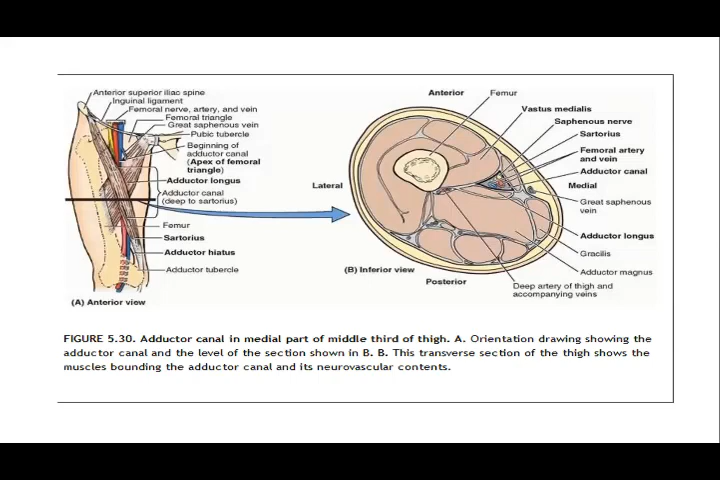 Anterior superior iliac spine
Inguinal ligament
Femoral nerve, artery, and vein
Femoral triangle
Great saphenous vein
Pubic tubercle
Beginning of
adductor canal
(Apex of femoral
triangle)
Adductor longus
Adductor canal
(deep to sartorius)
Femur
Sartorius
Adductor hiatus
Adductor tubercle
(A) Anterior view
Anterior
Femur
Vastus medialis
Saphenous nerve
Sartorius
Femoral artery
and vein
Adductor canal
Lateral
Medial
Great saphenous
vein
Adductor longus
Gracilis
Adductor magnus
(B) Inferior view
Posterior
Deep artery of thigh and
accompanying veins
FIGURE 5.30. Adductor canal in medial part of middle third of thigh. A. Orientation drawing showing the
adductor canal and the level of the section shown in B. B. This transverse section of the thigh shows the
muscles bounding the adductor canal and its neurovascular contents.